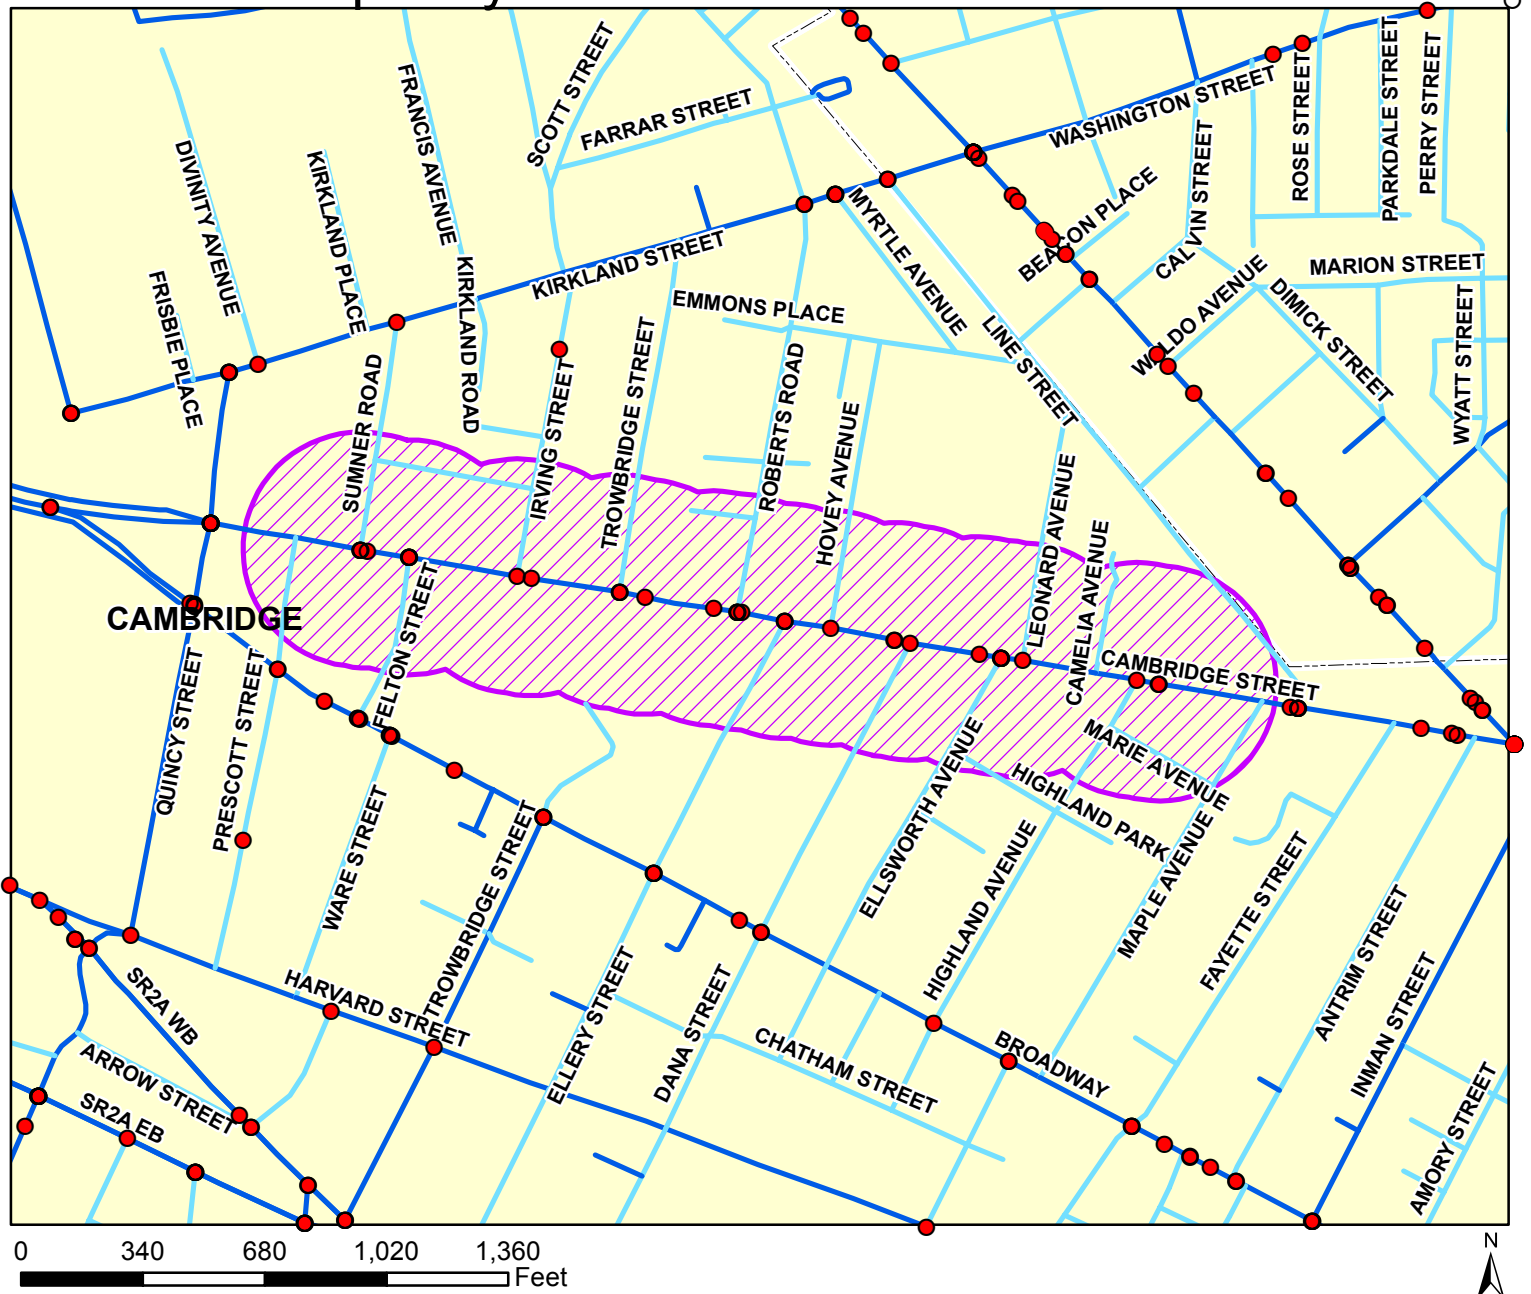 SCOTT STREET
FRANCIS AVENUE
FARRAR STREET
WASHINGTON STREET
ROSE STREET
PARKDALE STREET
PERRY STREET
DIVINITY AVENUE
KIRKLAND PLACE
CALVIN STREET
BEACON PLACE
MYRTLE AVENUE
KIRKLAND STREET
KIRKLAND ROAD
MARION STREET
FRISBIE PLACE
EMMONS PLACE
WALDO AVENUE
DIMICK STREET
WYATT STREET
LINE STREET
SUMNER ROAD
IRVING STREET
TROWBRIDGE STREET
ROBERTS ROAD
HOVEY AVENUE
LEONARD AVENUE
CAMELIA AVENUE
CAMBRIDGE
FELTON STREET
CAMBRIDGE STREET
QUINCY STREET
PRESCOTT STREET
MARIE AVENUE
HIGHLAND PARK
ELLSWORTH AVENUE
WARE STREET
TROWBRIDGE STREET
HIGHLAND AVENUE
MAPLE AVENUE
FAYETTE STREET
ANTRIM STREET
INMAN STREET
SR2A WB
HARVARD STREET
ELLERY STREET
DANA STREET
CHATHAM STREET
BROADWAY
ARROW STREET
SR2A EB
AMORY STREET
0 340 680 1,020 1,360
Feet
N